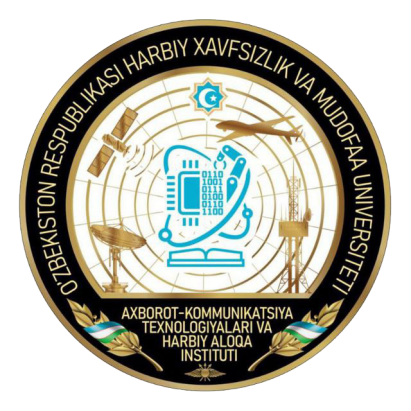 O'ZBEKISTON RESPUBLIKASI HARBIY XAVFSIZLIK VA MUDOFAA UNIVERSITETI
0110
1001
0111
0100
0110
1100
AXBOROT-KOMMUNIKATSIYA
TEXNOLOGIYALARI VA
HARBIY ALOQA
INSTITUTI